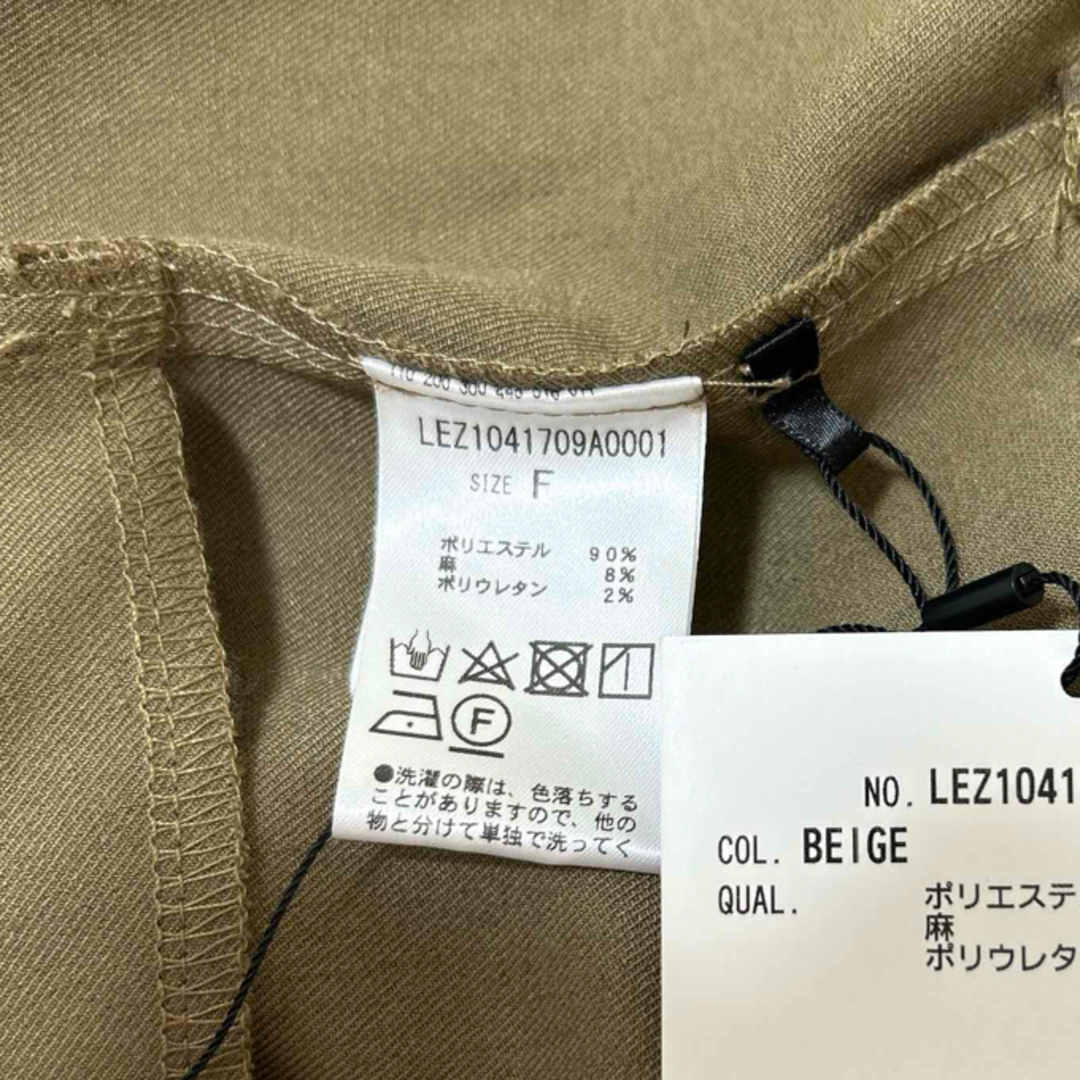 LEZ1041709A0001
SIZE F
ポリエステル 90%
麻 8%
ポリウレタン 2%
F
●洗濯の際は、色落ちする
ことがありますので、他の
物と分けて単独で洗ってく
NO. LEZ1041
COL. BEIGE
QUAL. ポリエステ
麻
ポリウレタ